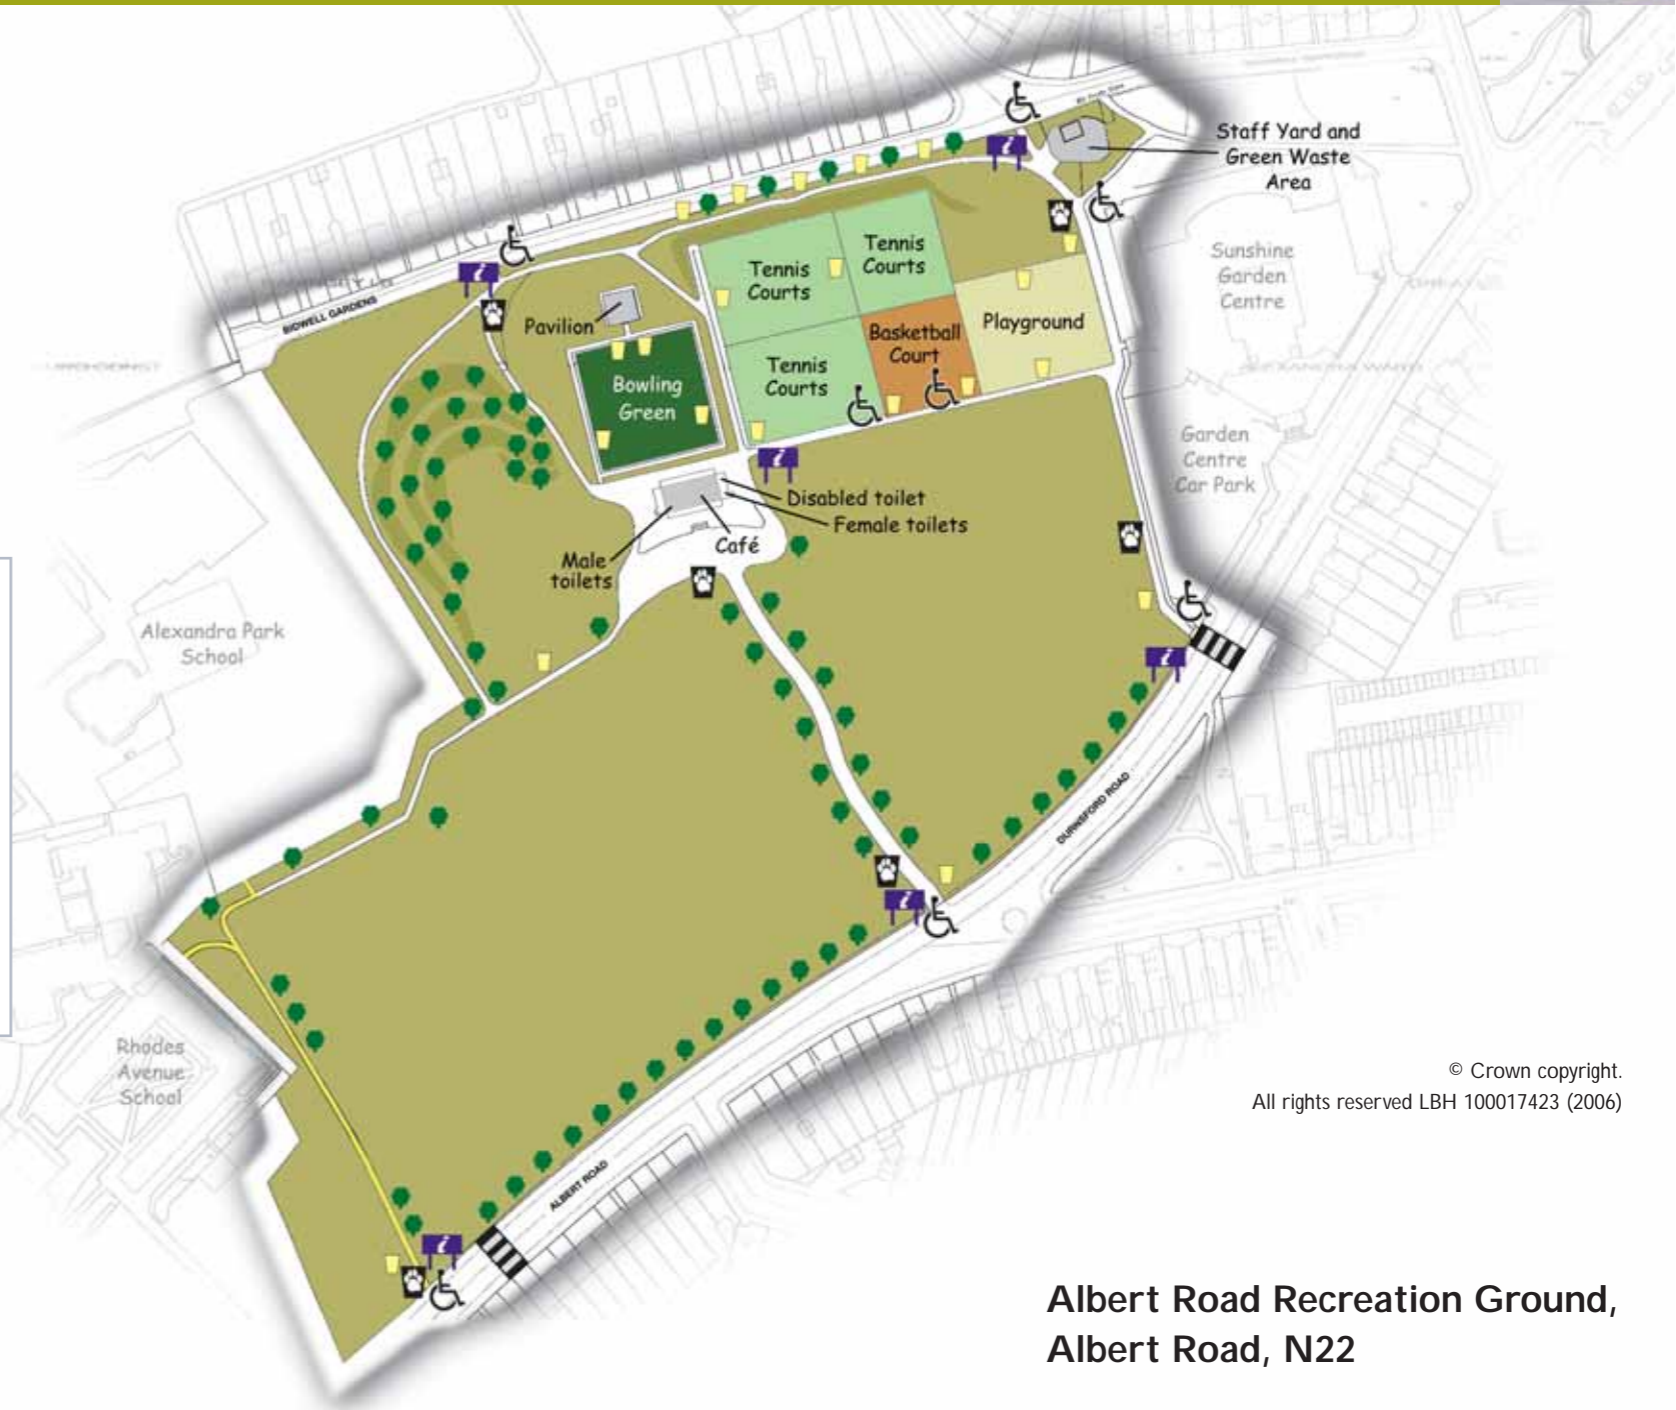 Staff Yard and
Green Waste
Area
Sunshine
Garden
Centre
Tennis
Courts
Tennis
Courts
BIDWELL GARDENS
Pavilion
Basketball
Court
Playground
Tennis
Courts
Bowling
Green
Garden
Centre
Car Park
Disabled toilet
Female toilets
Café
Male
toilets
Alexandra Park
School
DURNSFORD ROAD
Rhodes
Avenue
School
ALBERT ROAD
© Crown copyright.
All rights reserved LBH 100017423 (2006)
Albert Road Recreation Ground,
Albert Road, N22